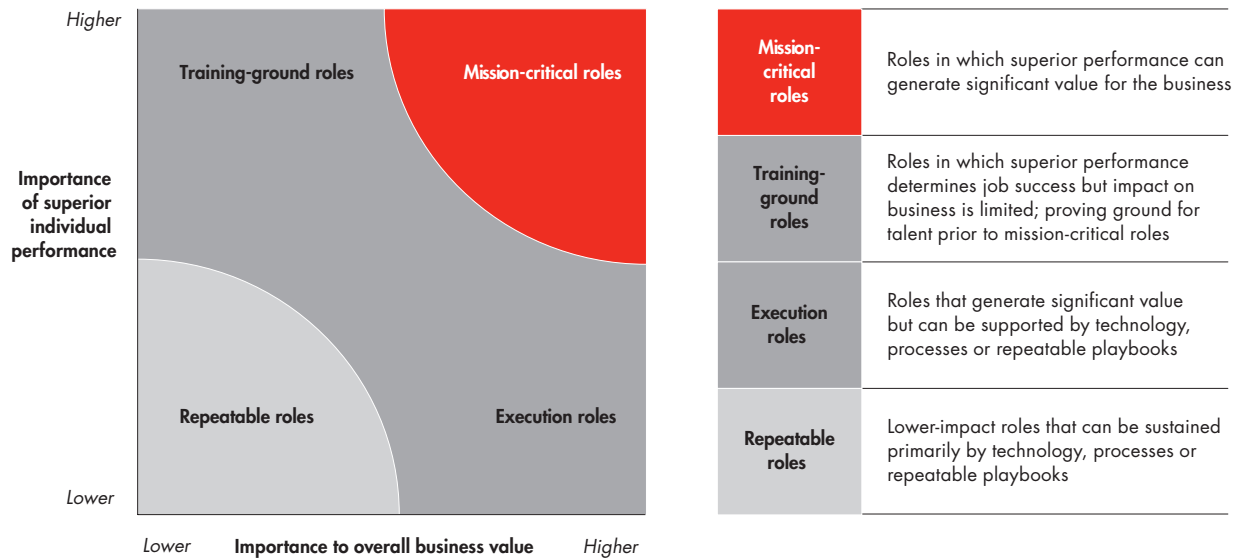 Higher
Training-ground roles
Mission-critical roles
Importance
of superior
individual
performance
Repeatable roles
Execution roles
Lower
Lower
Importance to overall business value
Higher
Mission-
critical
roles
Roles in which superior performance can
generate significant value for the business
Training-
ground
roles
Roles in which superior performance
determines job success but impact on
business is limited; proving ground for
talent prior to mission-critical roles
Execution
roles
Roles that generate significant value
but can be supported by technology,
processes or repeatable playbooks
Repeatable
roles
Lower-impact roles that can be sustained
primarily by technology, processes or
repeatable playbooks